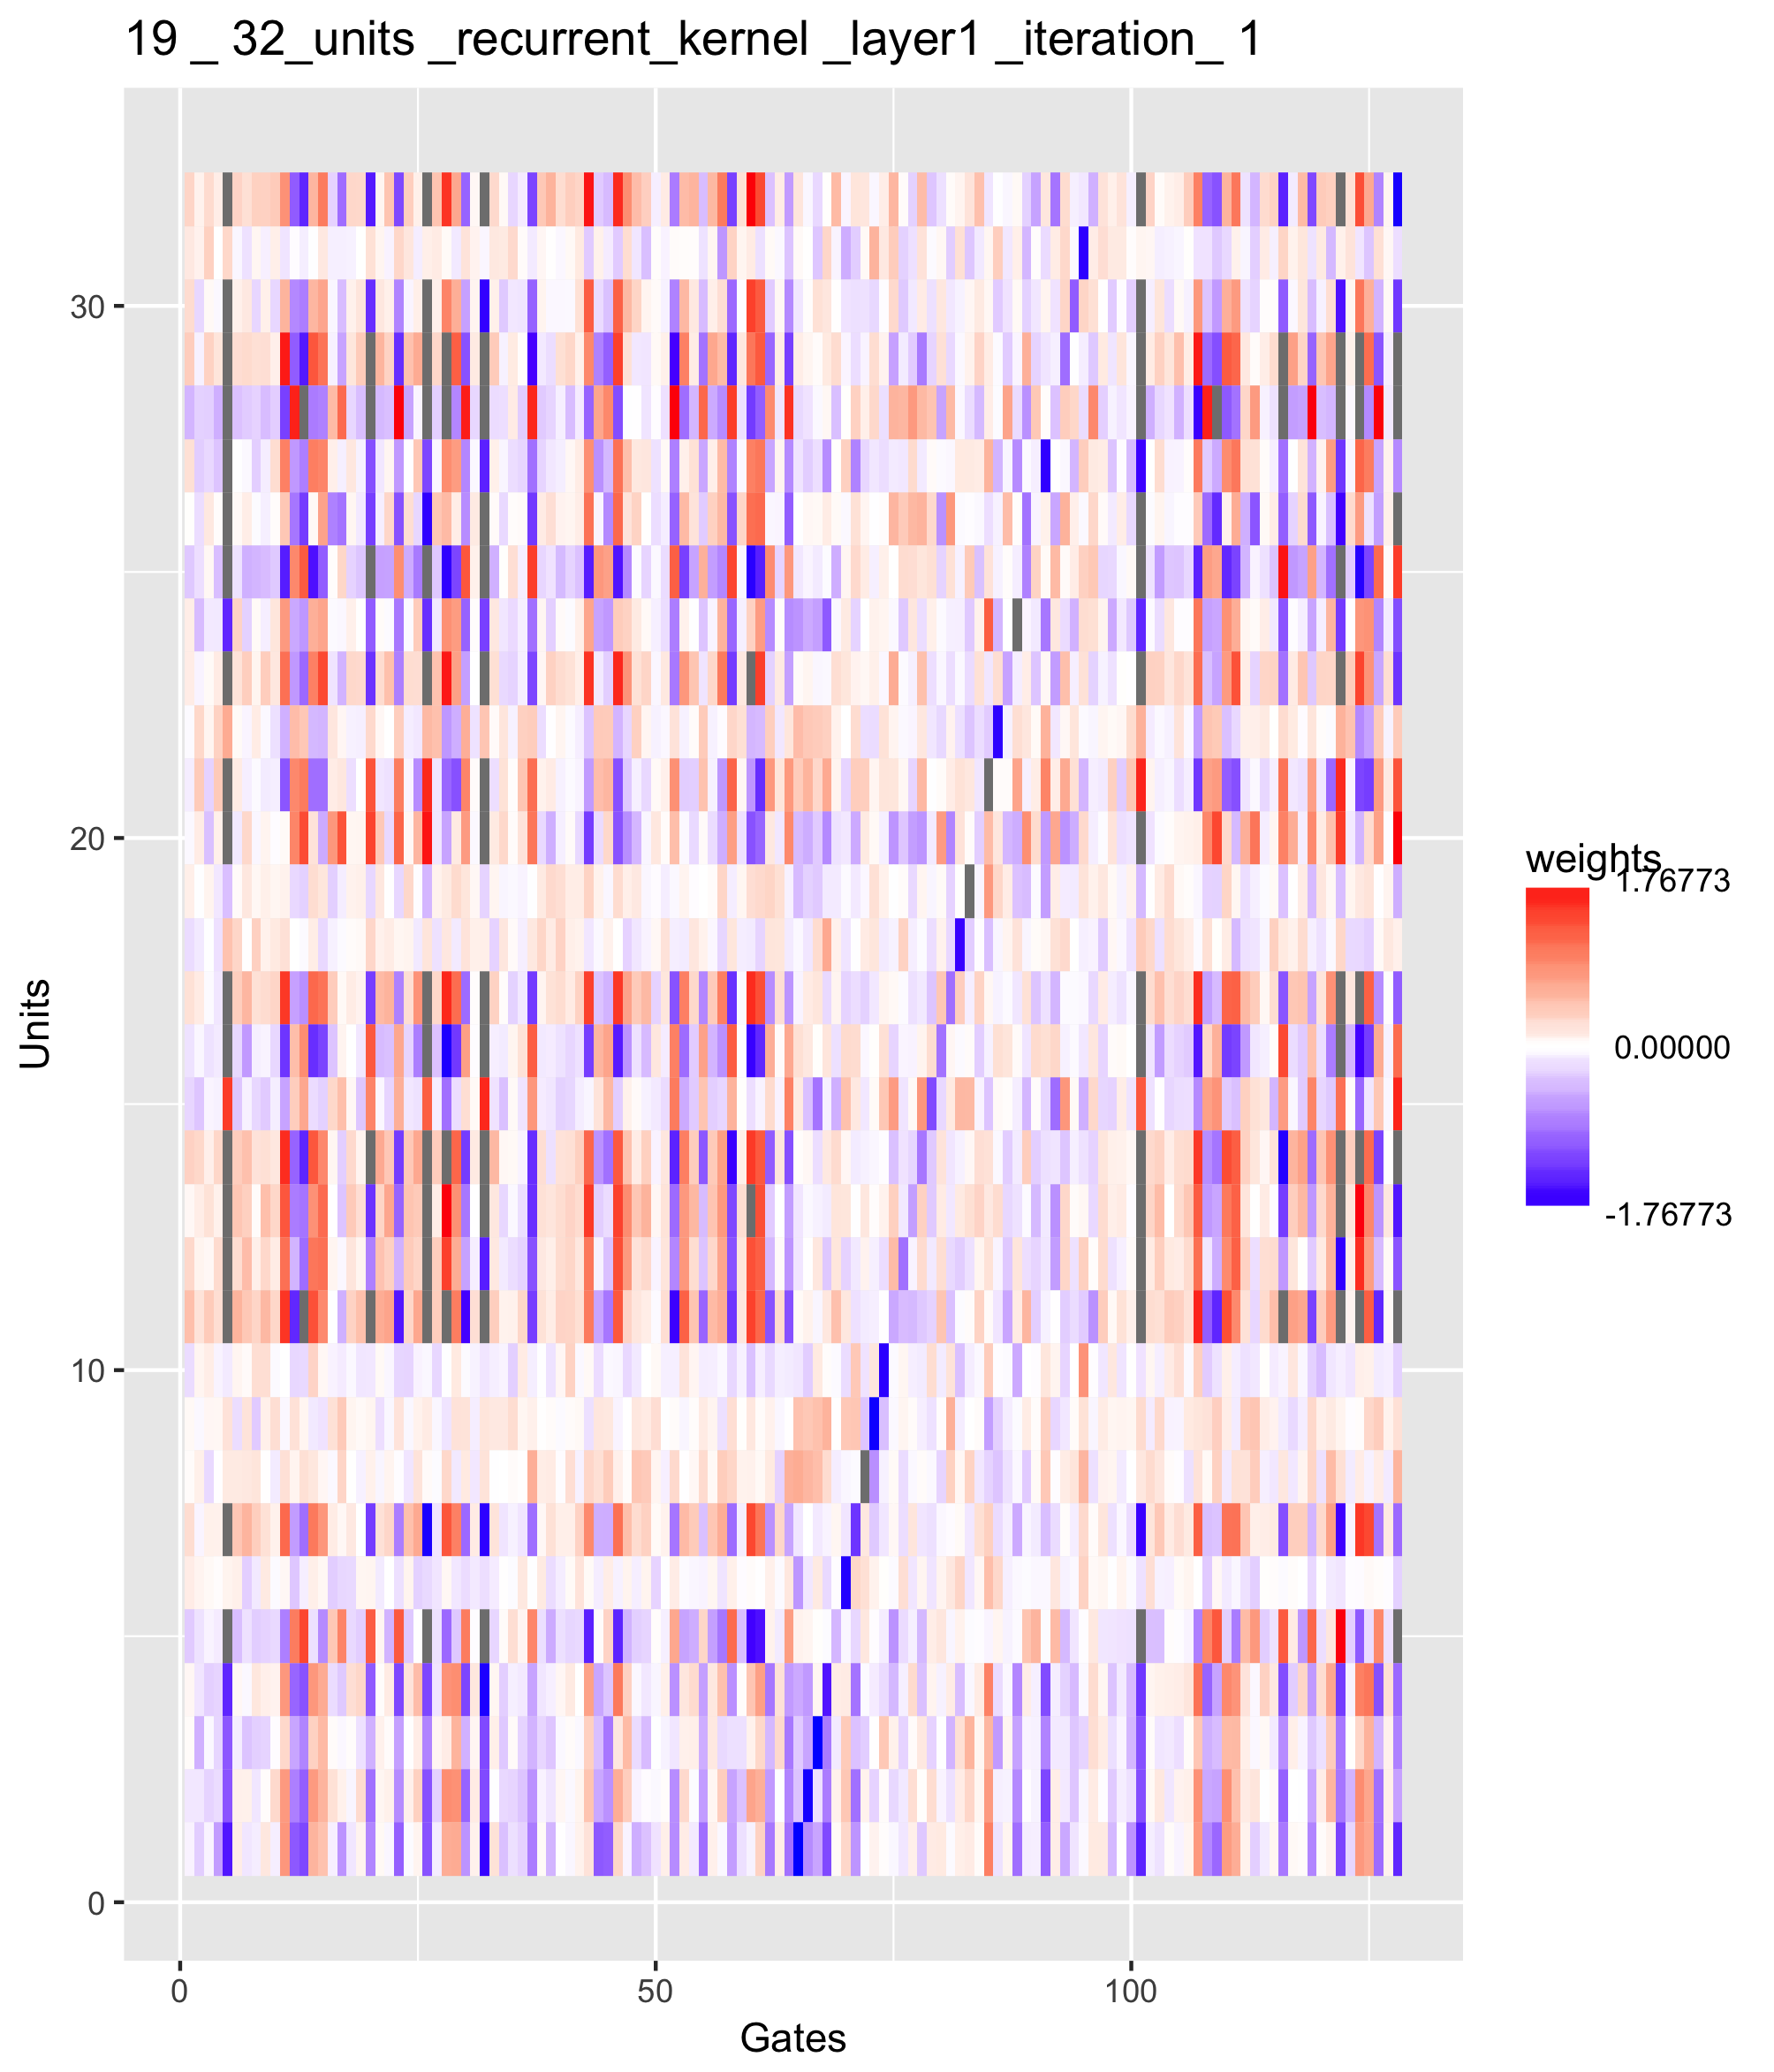 19 _ 32_units _recurrent_kernel _layer1 _iteration_ 1
30
20
10
0
Units
0
50
100
Gates
weights
1.76773
0.00000
-1.76773